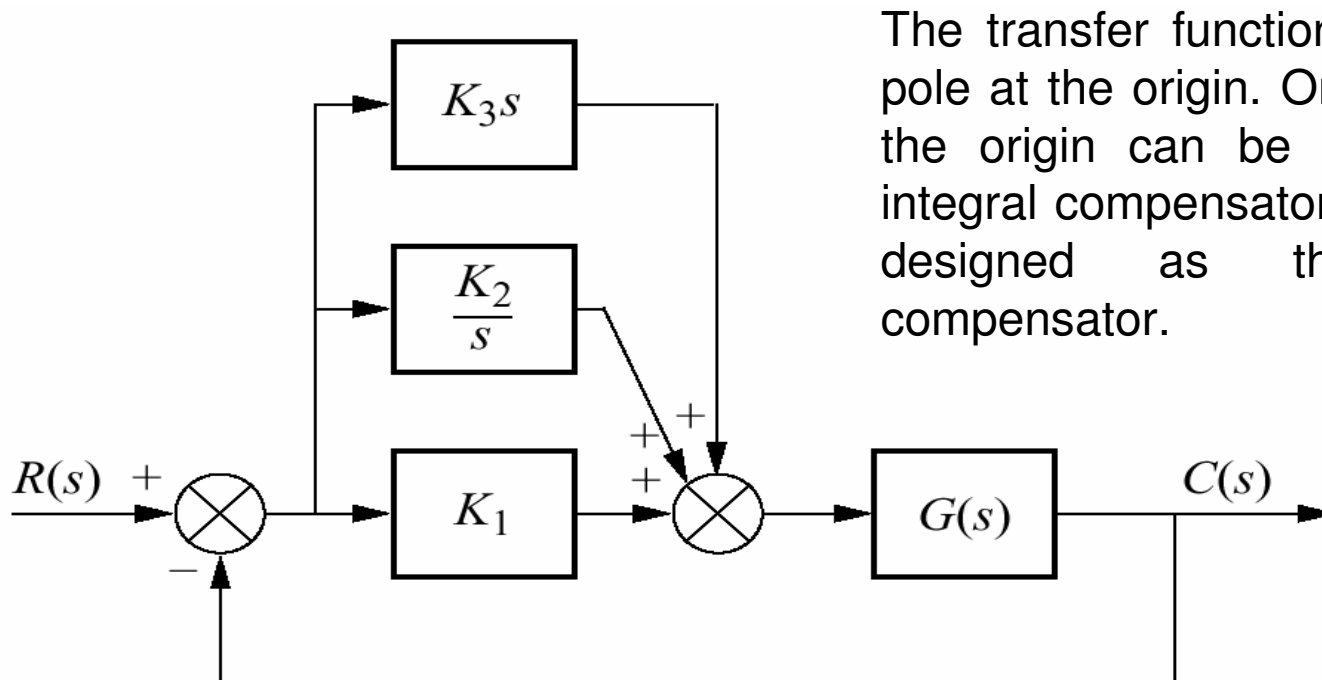 The transfer function
pole at the origin. Or
the origin can be
integral compensator
designed as th
compensator.
K₃s
K₂
s
+
+
R(s) +
+
K₁
G(s)
C(s)
−